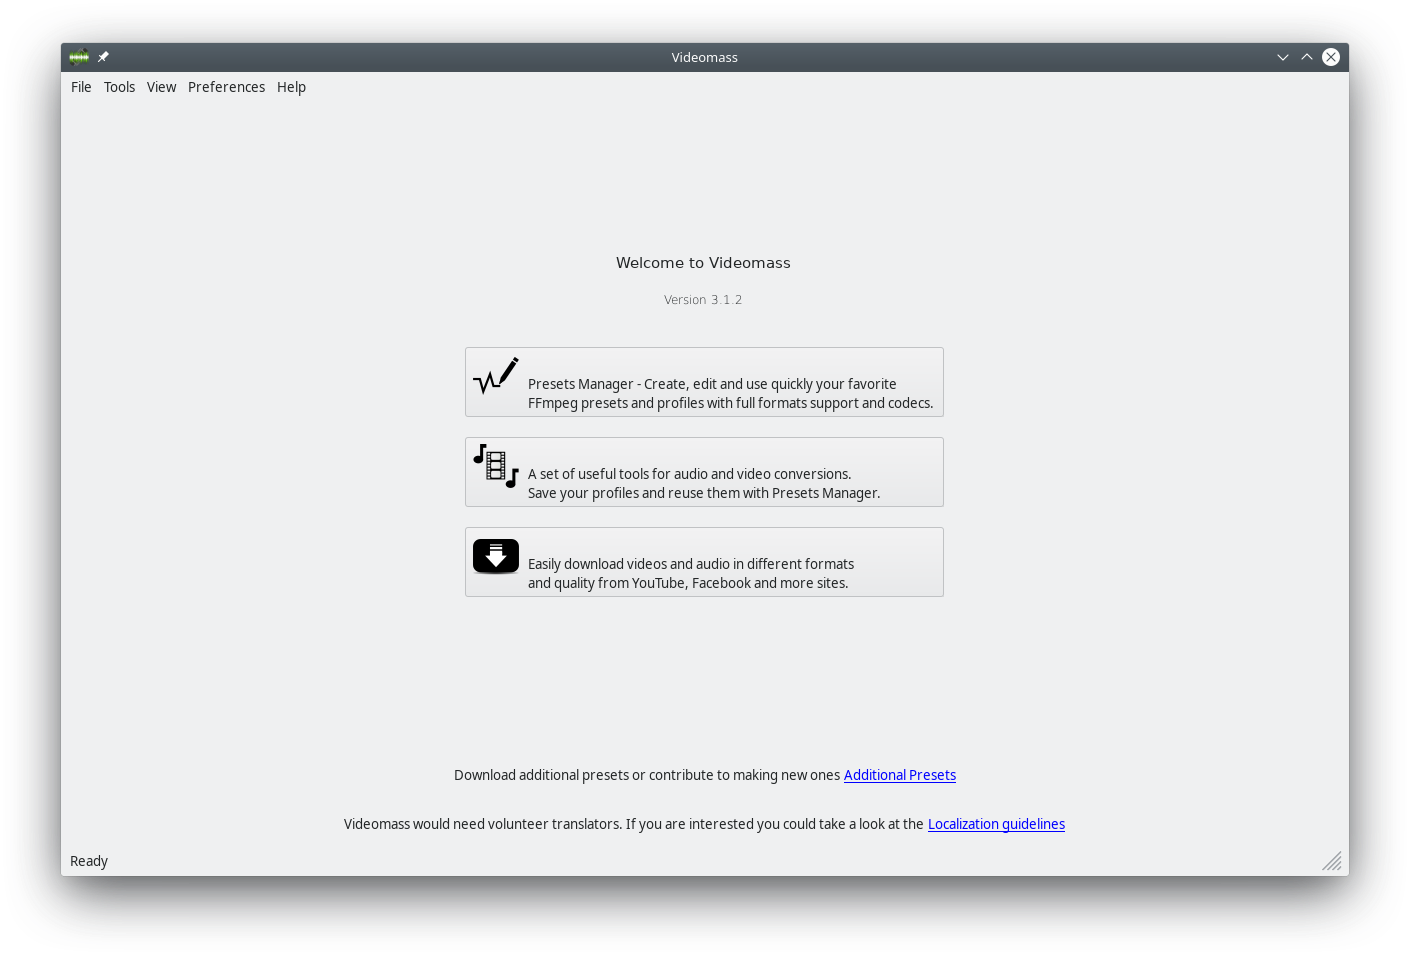 Videomass
File Tools View Preferences Help
Welcome to Videomass
Version 3.1.2
Presets Manager - Create, edit and use quickly your favorite
FFmpeg presets and profiles with full formats support and codecs.
A set of useful tools for audio and video conversions.
Save your profiles and reuse them with Presets Manager.
Easily download videos and audio in different formats
and quality from YouTube, Facebook and more sites.
Download additional presets or contribute to making new ones Additional Presets
Videomass would need volunteer translators. If you are interested you could take a look at the Localization guidelines
Ready